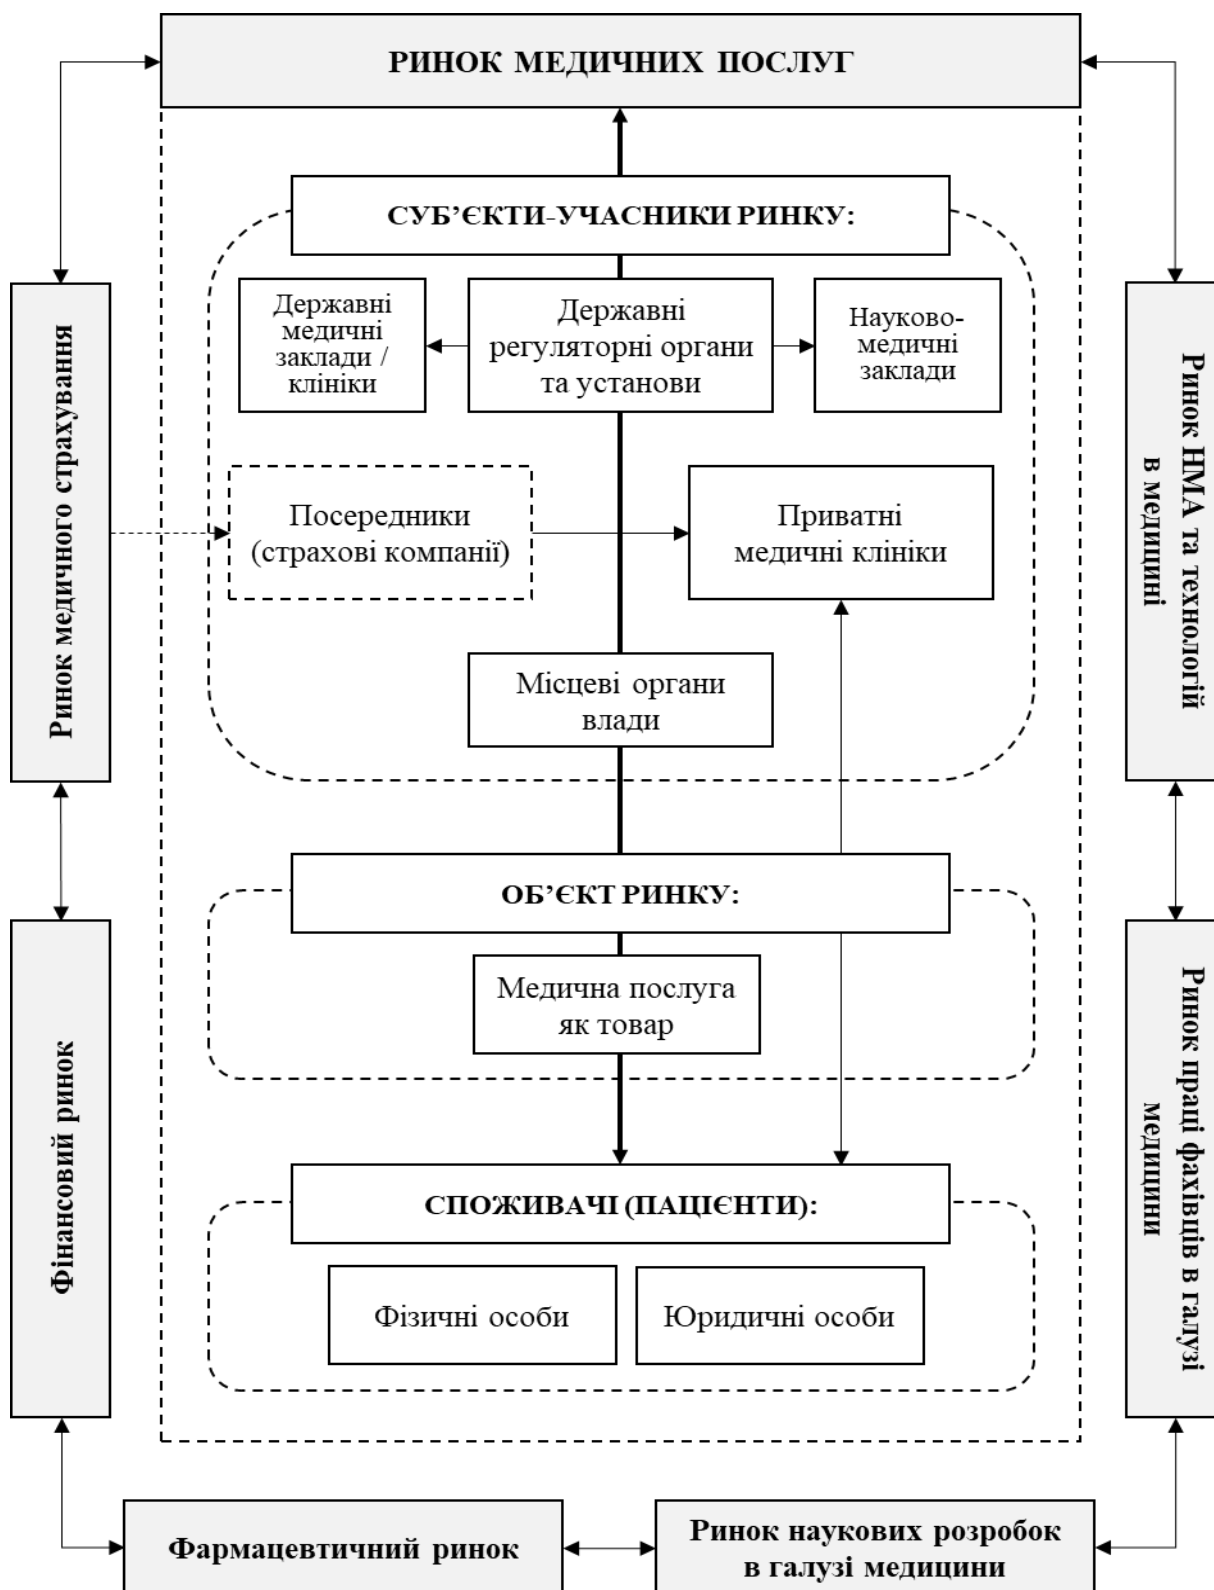 РИНОК МЕДИЧНИХ ПОСЛУГ
СУБ’ЄКТИ-УЧАСНИКИ РИНКУ:
Державні
медичні
заклади /
клініки
Державні
регуляторні органи
та установи
Науково-
медичні
заклади
Посередники
(страхові компанії)
Приватні
медичні клініки
Місцеві органи
влади
ОБ’ЄКТ РИНКУ:
Медична послуга
як товар
СПОЖИВАЧІ (ПАЦІЄНТИ):
Фізичні особи
Юридичні особи
Ринок медичного страхування
Фінансовий ринок
Ринок НМА та технологій
в медицині
Ринок праці фахівців в галузі
медицини
Фармацевтичний ринок
Ринок наукових розробок
в галузі медицини